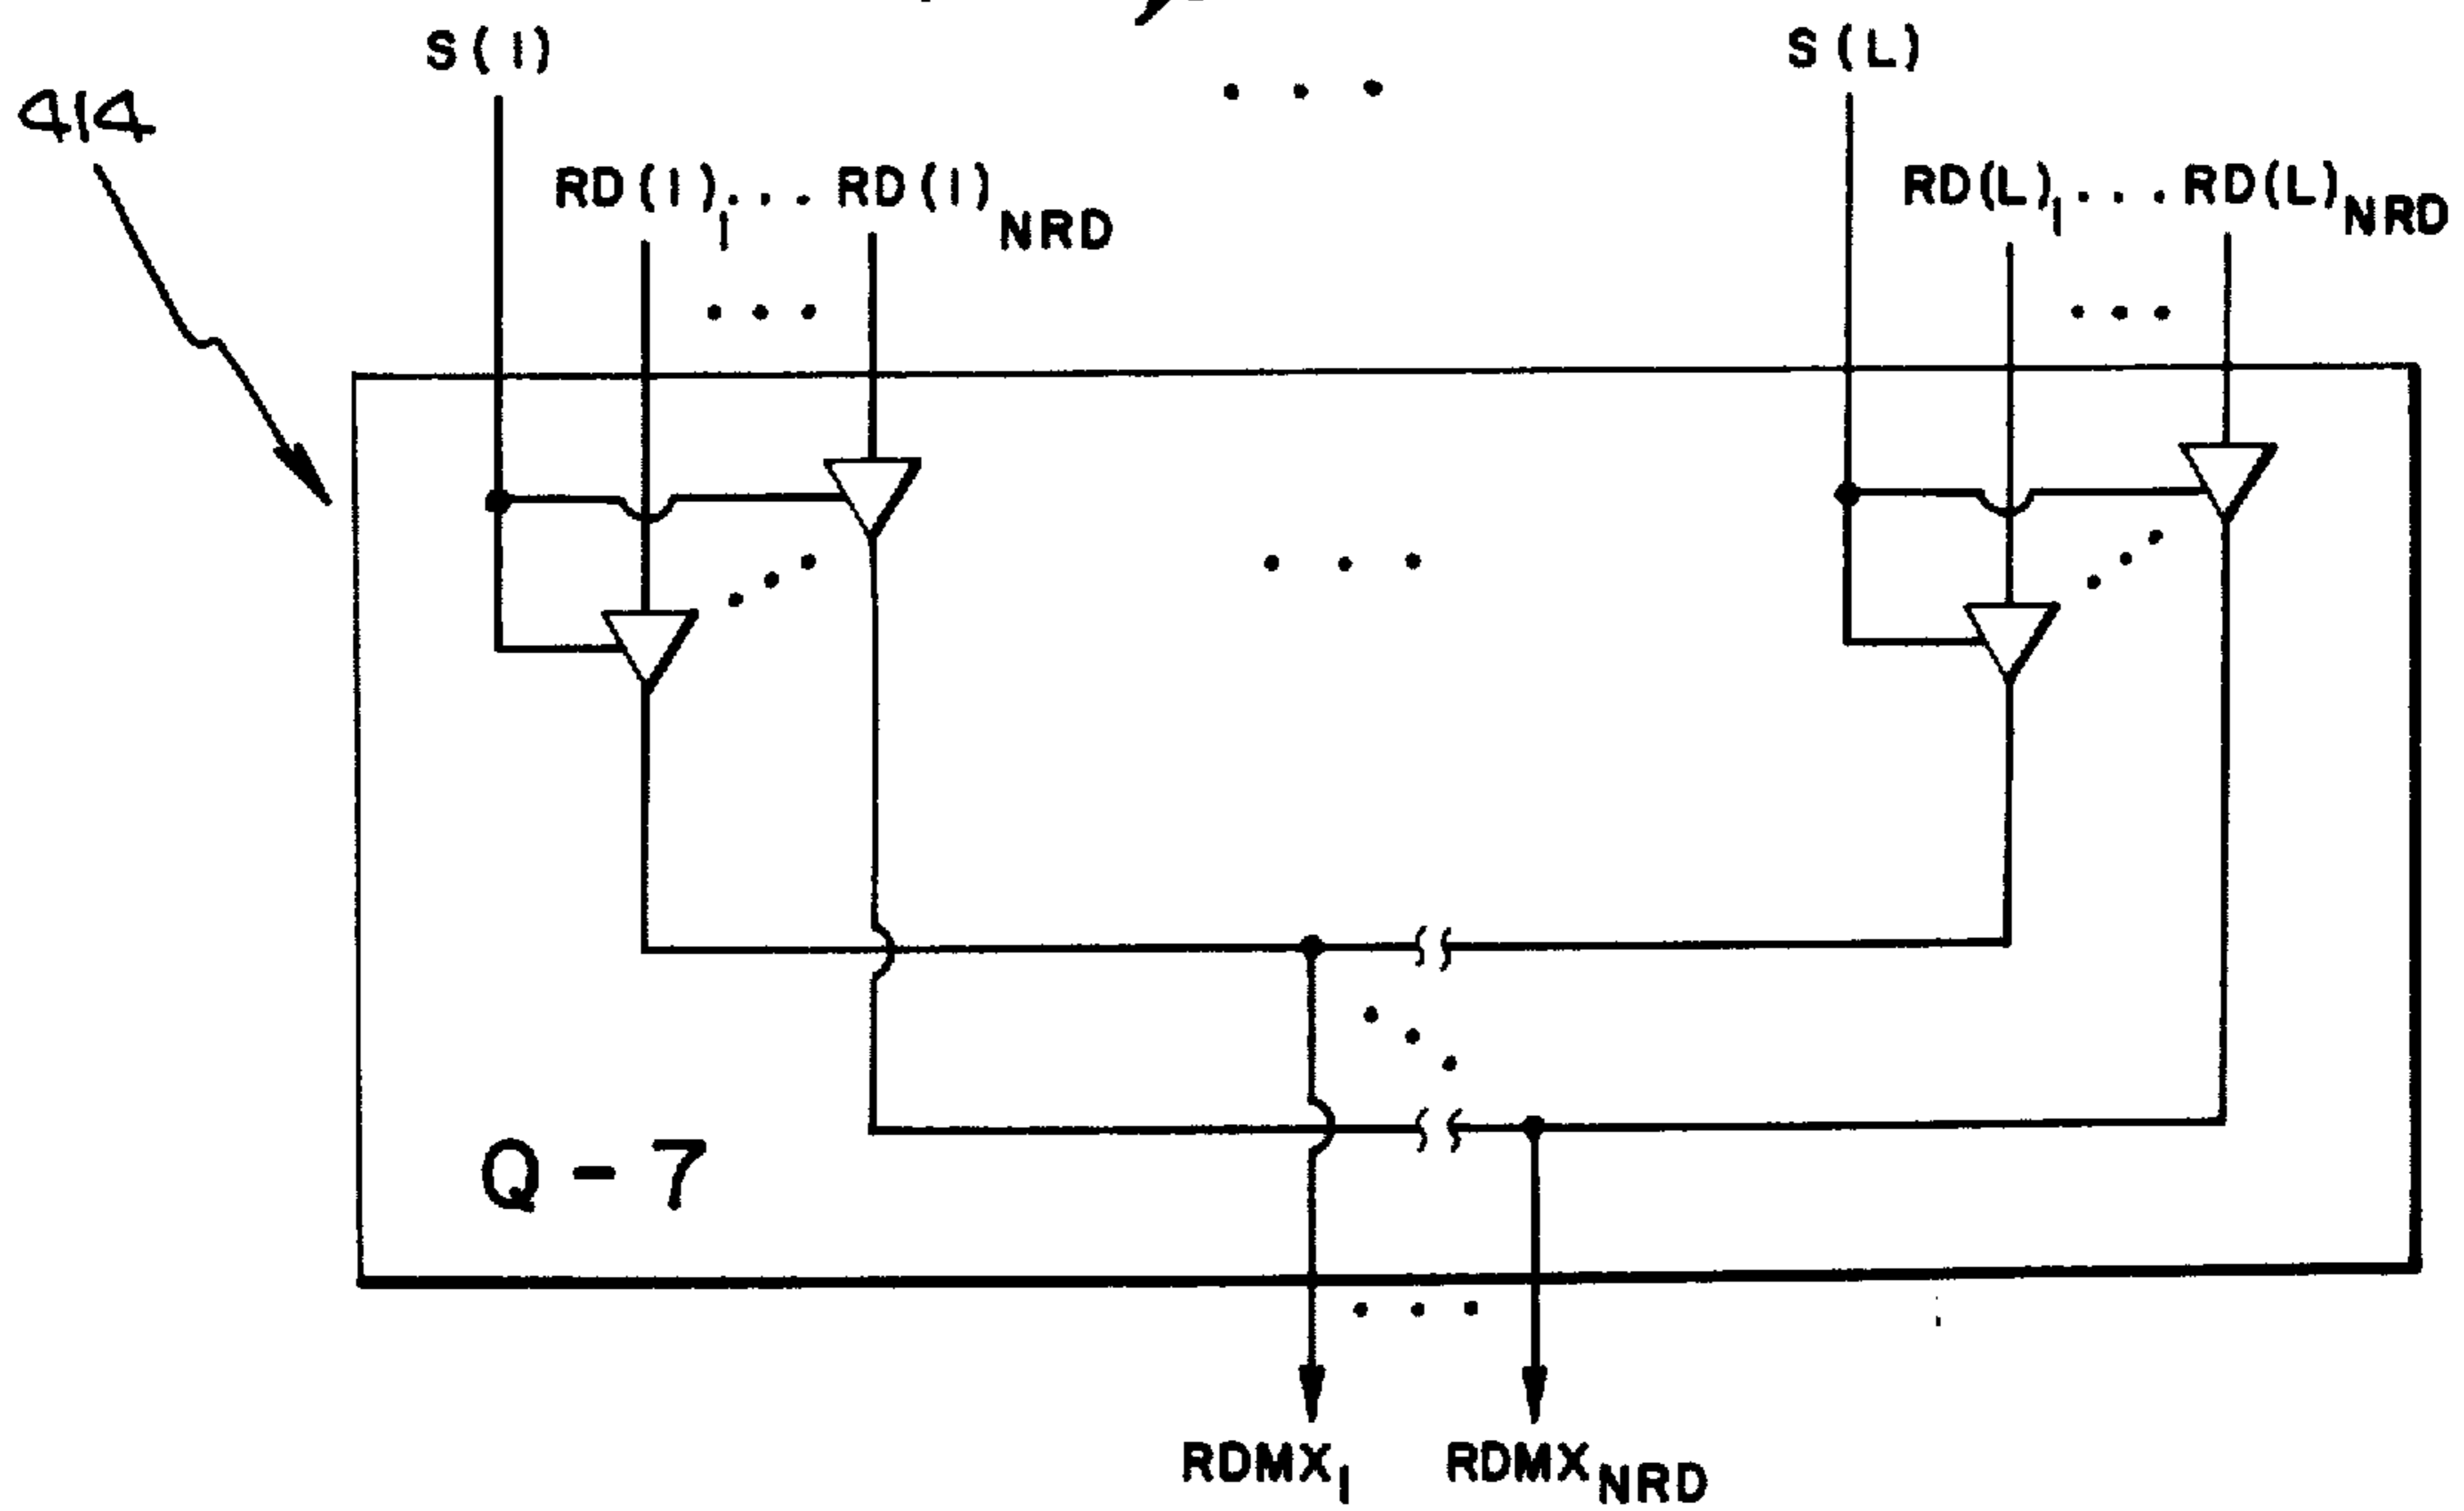 S(1) S(L)
414
RD(1)₁... RD(1)NRD RD(L)₁...RD(L)NRD
Q-7
RDMX₁ RDMXNRD